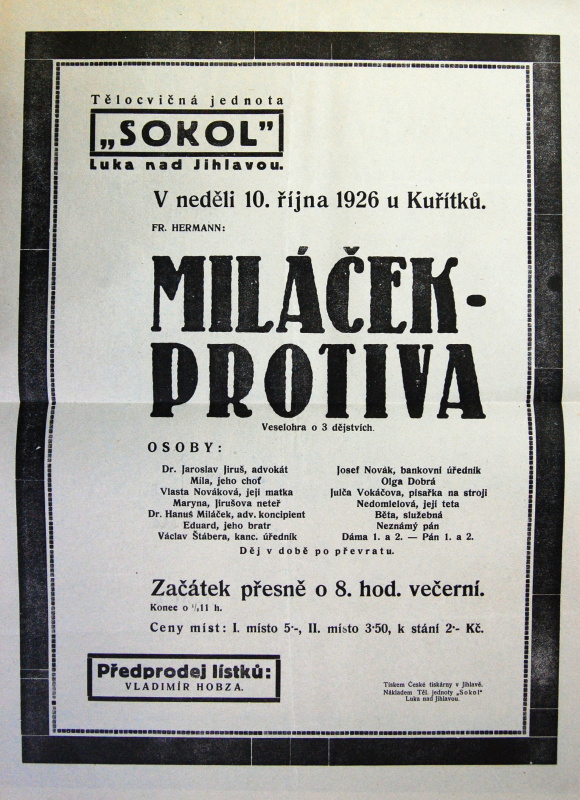 Tělocvičná jednota
„SOKOL”
Luka nad Jihlavou.
V neděli 10. října 1926 u Kuřítků.
FR. HERMANN:
MILÁČEK-
PROTIVA
Veselohra o 3 dějstvích.
OSOBY:
Dr. Jaroslav Jiruš, advokát
Mila, jeho choť
Vlasta Nováková, její matka
Maryna, Jirušova neteř
Dr. Hanuš Miláček, adv. koncipient
Eduard, jeho bratr
Václav Štábera, kanc. úředník
Josef Novák, bankovní úředník
Olga Dobrá
Julča Vokáčova, pisařka na stroji
Nedomlelová, její teta
Běta, služebná
Neznámý pán
Dáma 1. a 2. — Pán 1. a 2.
Děj v době po převratu.
Začátek přesně o 8. hod. večerní.
Konec o ½11 h.
Ceny míst: I. místo 5·-, II. místo 3·50, k stání 2·- Kč.
Předprodej lístků:
VLADIMÍR HOBZA.
Tiskem České tiskárny v Jihlavě.
Nákladem Těl. jednoty „Sokol“
Luka nad Jihlavou.